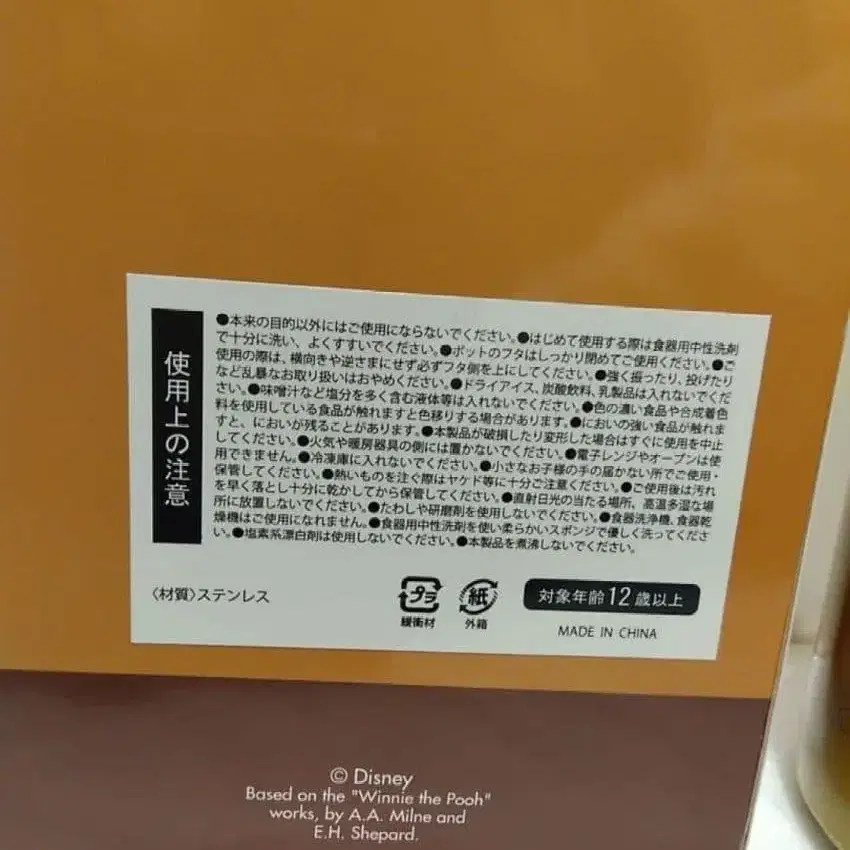 使用上の注意
●本来の目的以外にはご使用にならないでください。●はじめて使用する際は食器用中性洗剤
で十分に洗い、よくすすいでください。●ポットのフタはしっかり閉めてご使用ください。●ご
使用の際は、横向きや逆さまにせず必ずフタ側を上にしてください。●強く振ったり、投げたり
など乱暴なお取り扱いはおやめください。●ドライアイス、炭酸飲料、乳製品は入れないでくだ
さい。●味噌汁など塩分を多く含む液体等は入れないでください。●色の濃い食品や合成着色
料を使用している食品が触れますと色移りする場合があります。●においの強い食品が触れま
すと、においが残ることがあります。●本製品が破損したり変形した場合はすぐに使用を中止
してください。●火気や暖房器具の側には置かないでください。●電子レンジやオーブンは使
用できません。●冷凍庫に入れないでください。●小さなお子様の手の届かない所でご使用・
保管してください。●熱いものを注ぐ際はヤケド等に十分ご注意ください。●ご使用後は汚れ
を早く落とし十分に乾かしてから保管してください。●直射日光の当たる場所、高温多湿な場
所に放置しないでください。●たわしや研磨剤を使用しないでください。●食器洗浄機、食器乾
燥機はご使用になれません。●食器用中性洗剤を使い柔らかいスポンジで優しく洗ってくださ
い。●塩素系漂白剤は使用しないでください。●本製品を煮沸しないでください。
〈材質〉ステンレス
プラ
緩衝材
紙
外箱
対象年齢12歳以上
MADE IN CHINA
© Disney
Based on the "Winnie the Pooh"
works, by A.A. Milne and
E.H. Shepard.